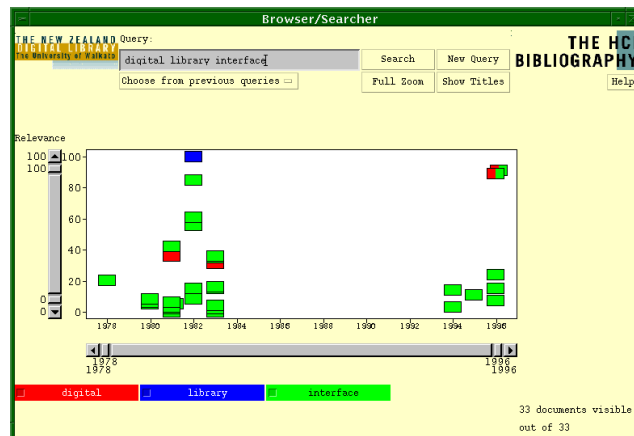 Browser/Searcher
THE NEW ZEALAND
DIGITAL LIBRARY
The University of Waikato
Query:
digital library interface
Choose from previous queries
Search
New Query
Full Zoom
Show Titles
THE HC
BIBLIOGRAPHY
Help
Relevance
100
100
0
0
100
80
60
40
20
0
1978 1980 1982 1984 1986 1988 1990 1992 1994 1996
1978 1996
1978 1996
digital library interface
33 documents visible
out of 33